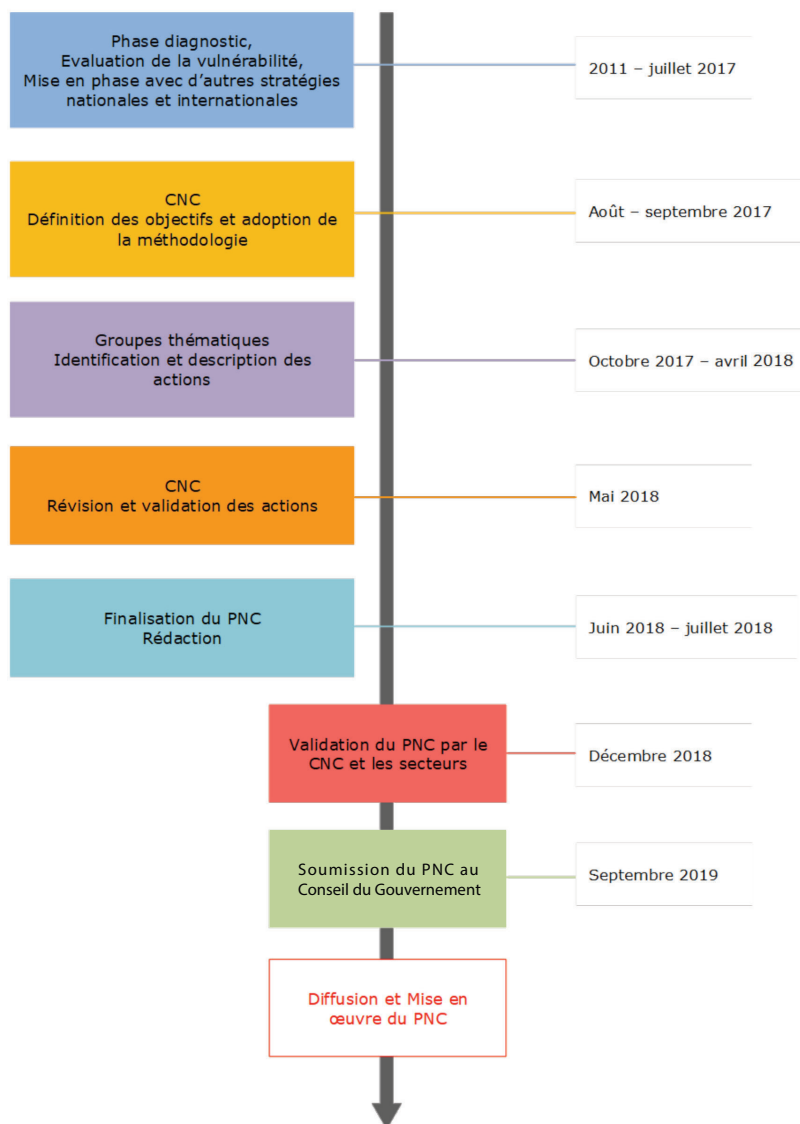 Phase diagnostic,
Evaluation de la vulnérabilité,
Mise en phase avec d'autres stratégies
nationales et internationales
2011 – juillet 2017
CNC
Définition des objectifs et adoption de
la méthodologie
Août – septembre 2017
Groupes thématiques
Identification et description des
actions
Octobre 2017 – avril 2018
CNC
Révision et validation des actions
Mai 2018
Finalisation du PNC
Rédaction
Juin 2018 – juillet 2018
Validation du PNC par le
CNC et les secteurs
Décembre 2018
Soumission du PNC au
Conseil du Gouvernement
Septembre 2019
Diffusion et Mise en
œuvre du PNC